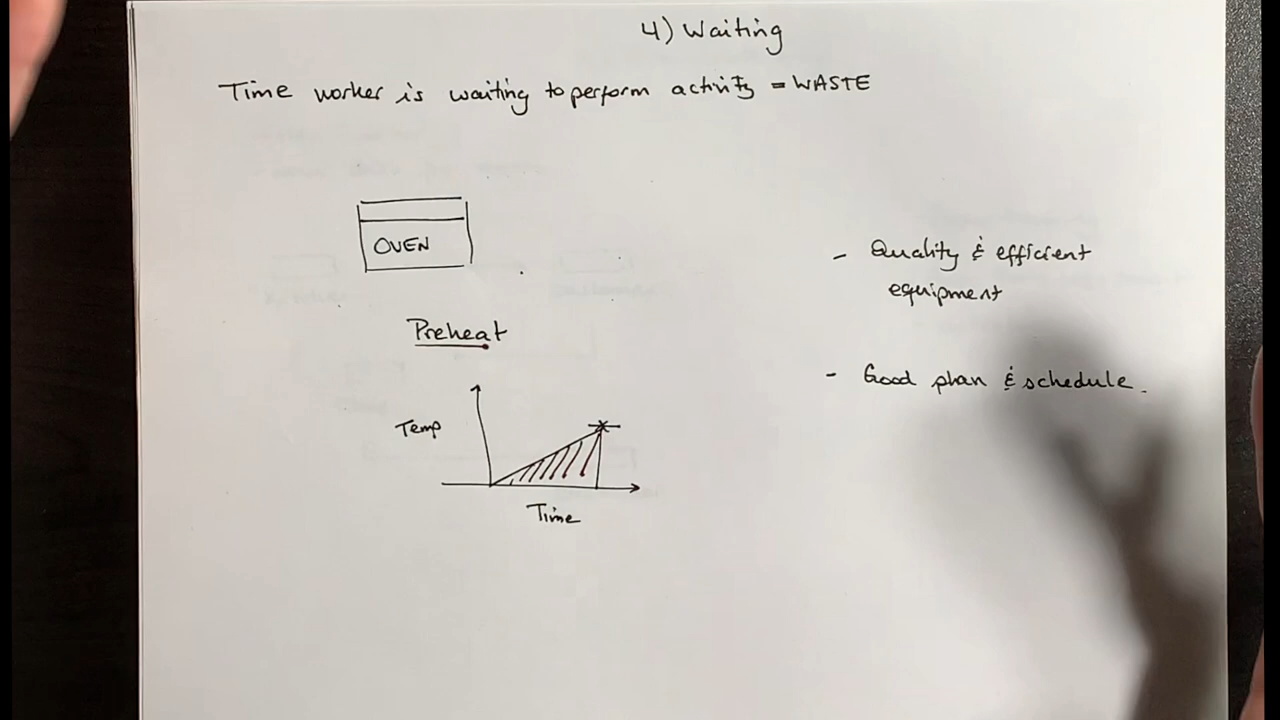 4) Waiting
Time worker is waiting to perform activity = WASTE
OVEN
Preheat
Temp
Time
- Quality & efficient
equipment
- Good plan & schedule.